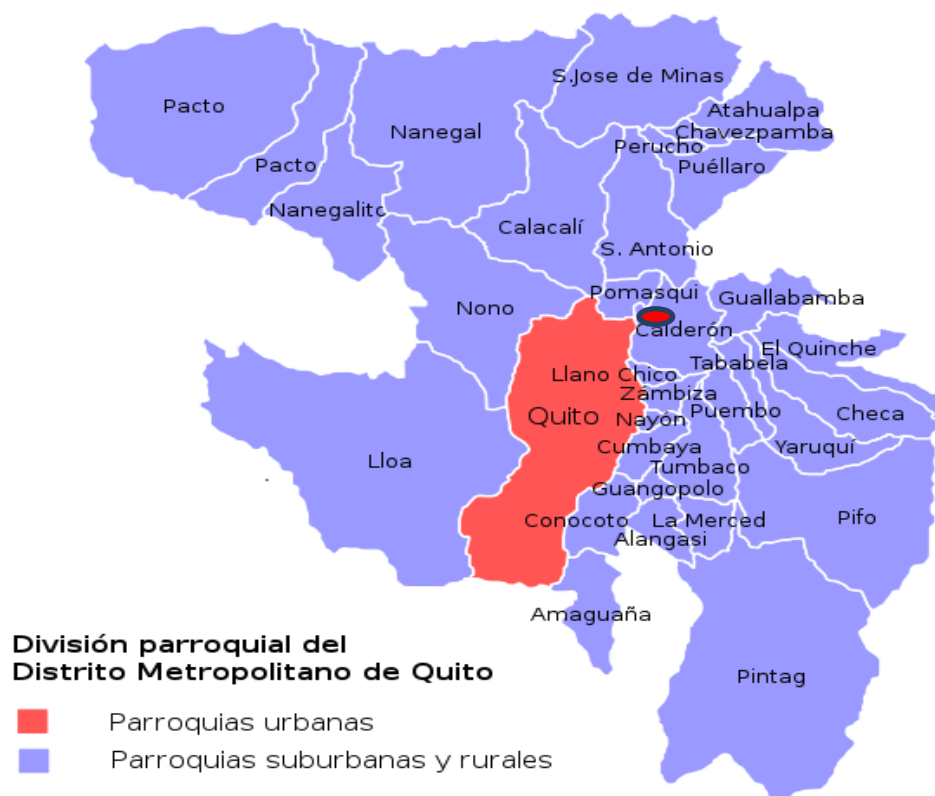 S.Jose de Minas
Pacto
Atahualpa
Nanegal
Chavezpamba
Perucho
Pacto
Puéllaro
Nanegalito
Calacalí
S. Antonio
Pomasqui
Guallabamba
Nono
Calderón
El Quinche
Tababela
Llano Chico
Zámbiza
Puembo
Checa
Quito
Nayón
Cumbaya
Yaruquí
Lloa
Tumbaco
Guangopolo
Pifo
Conocoto
La Merced
Alangasi
Amaguaña
Pintag
División parroquial del
Distrito Metropolitano de Quito
Parroquias urbanas
Parroquias suburbanas y rurales